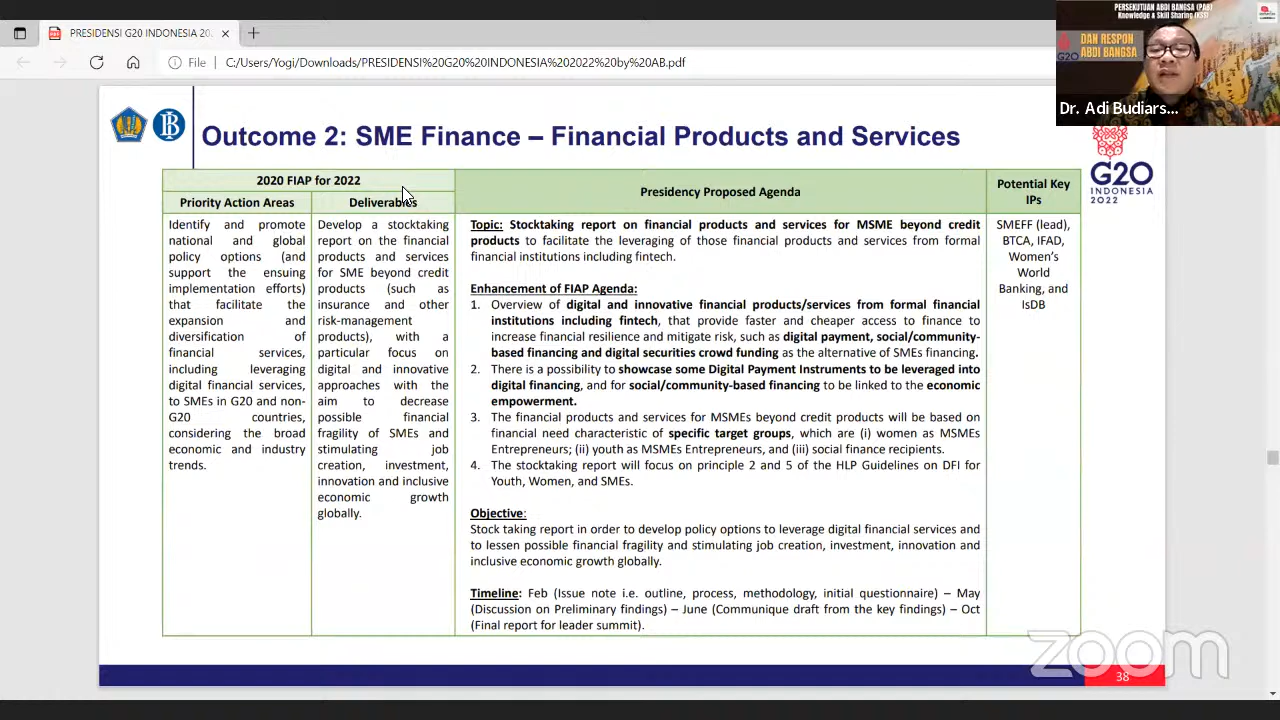 PRESIDENSI G20 INDONESIA 20
PERSEKUTUAN ABDI BANGSA (PAB)
Knowledge & Skill Sharing (KSS)
DAN RESPON
G20 ABDI BANGSA
Dr. Adi Budiars...
File
C:/Users/Yogi/Downloads/
%20G20%20INDONESIA%202022%20by%20AB.pdf
Outcome 2: SME Finance – Financial Products and Services
G20
INDONESIA
2022
2020 FIAP for 2022
Priority Action Areas
Deliverables
Presidency Proposed Agenda
Potential Key
IPs
Identify and promote
national and global
policy options (and
support the ensuing
implementation efforts)
that facilitate the
expansion and
diversification of
financial services,
including leveraging
digital financial services,
to SMEs in G20 and non-
G20 countries,
considering the broad
economic and industry
trends.
Develop a stocktaking
report on the financial
products and services
for SME beyond credit
products (such as
insurance and other
risk-management
products), with a
particular focus on
digital and innovative
approaches with the
aim to decrease
possible financial
fragility of SMEs and
stimulating job
creation, investment,
innovation and inclusive
economic growth
globally.
Topic: Stocktaking report on financial products and services for MSME beyond credit
products to facilitate the leveraging of those financial products and services from formal
financial institutions including fintech.
Enhancement of FIAP Agenda:
1. Overview of digital and innovative financial products/services from formal financial
institutions including fintech, that provide faster and cheaper access to finance to
increase financial resilience and mitigate risk, such as digital payment, social/community-
based financing and digital securities crowd funding as the alternative of SMEs financing.
2. There is a possibility to showcase some Digital Payment Instruments to be leveraged into
digital financing, and for social/community-based financing to be linked to the economic
empowerment.
3. The financial products and services for MSMEs beyond credit products will be based on
financial need characteristic of specific target groups, which are (i) women as MSMEs
Entrepreneurs; (ii) youth as MSMEs Entrepreneurs, and (iii) social finance recipients.
4. The stocktaking report will focus on principle 2 and 5 of the HLP Guidelines on DFI for
Youth, Women, and SMEs.
Objective:
Stock taking report in order to develop policy options to leverage digital financial services and
to lessen possible financial fragility and stimulating job creation, investment, innovation and
inclusive economic growth globally.
Timeline: Feb (Issue note i.e. outline, process, methodology, initial questionnaire) – May
(Discussion on Preliminary findings) – June (Communique draft from the key findings) – Oct
(Final report for leader summit).
SMEFF (lead),
BTCA, IFAD,
Women's
World
Banking, and
IsDB
zoom
38